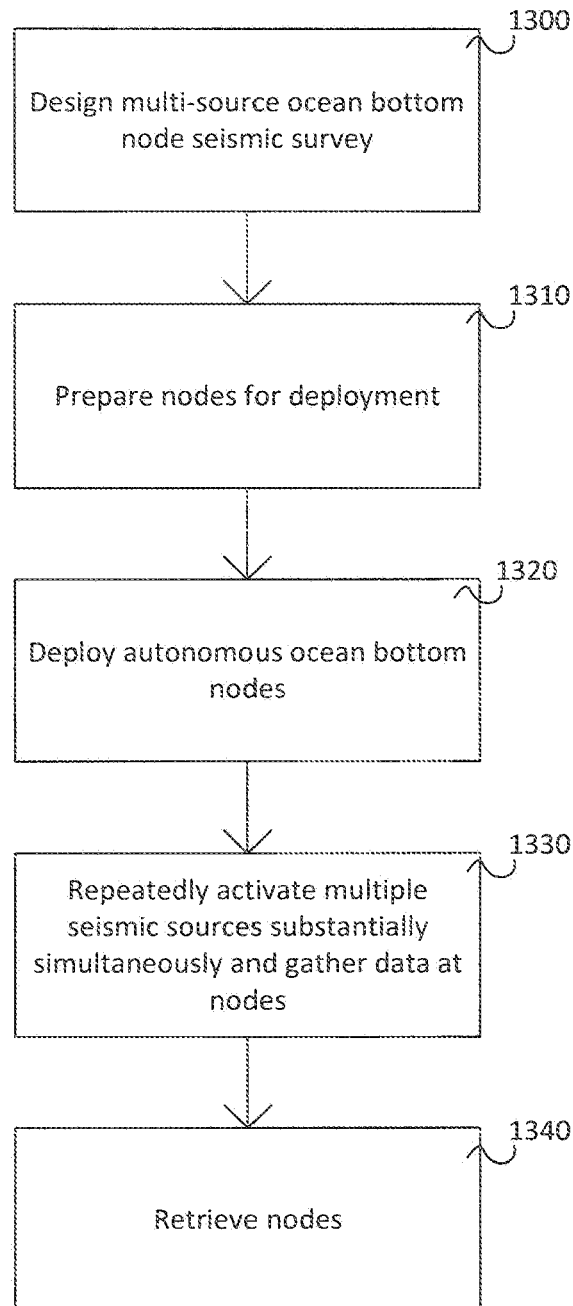 1300
Design multi-source ocean bottom
node seismic survey
1310
Prepare nodes for deployment
1320
Deploy autonomous ocean bottom
nodes
1330
Repeatedly activate multiple
seismic sources substantially
simultaneously and gather data at
nodes
1340
Retrieve nodes